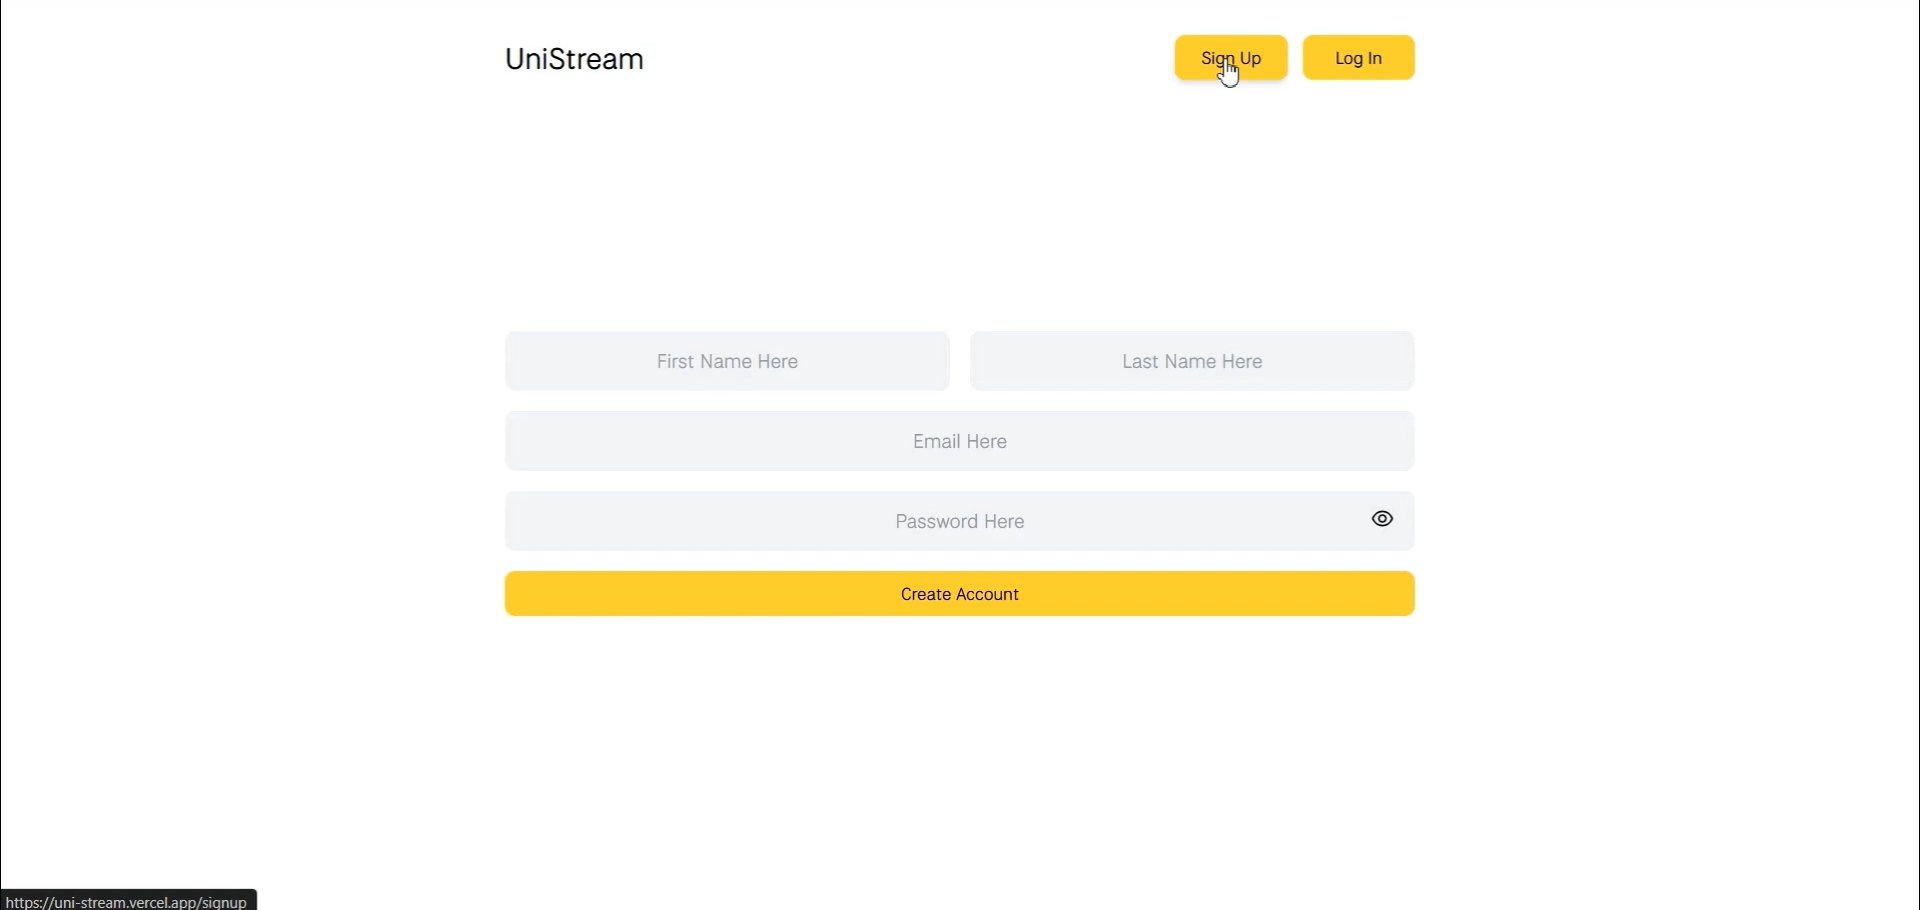 UniStream
Sign Up
Log In
First Name Here
Last Name Here
Email Here
Password Here
Create Account
https://uni-stream.vercel.app/signup